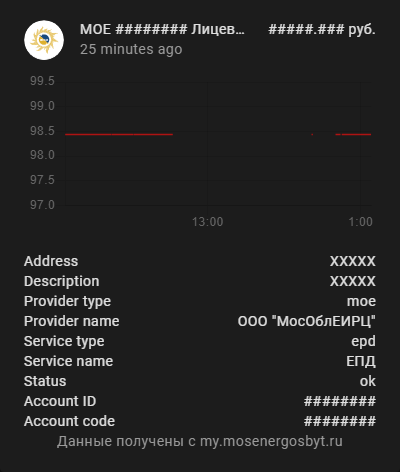 МОЕ ######## Лицев… #####.### руб.
25 minutes ago
99.5
99.0
98.5
98.0
97.5
97.0
13:00 1:00
Address XXXXX
Description XXXXX
Provider type moe
Provider name ООО "МосОблЕИРЦ"
Service type epd
Service name ЕПД
Status ok
Account ID ########
Account code ########
Данные получены с my.mosenergosbyt.ru